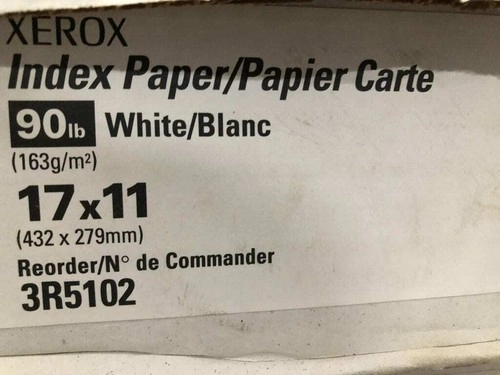 XEROX
Index Paper/Papier Carte
90lb White/Blanc
(163g/m²)
17x11
(432 x 279mm)
Reorder/N° de Commander
3R5102